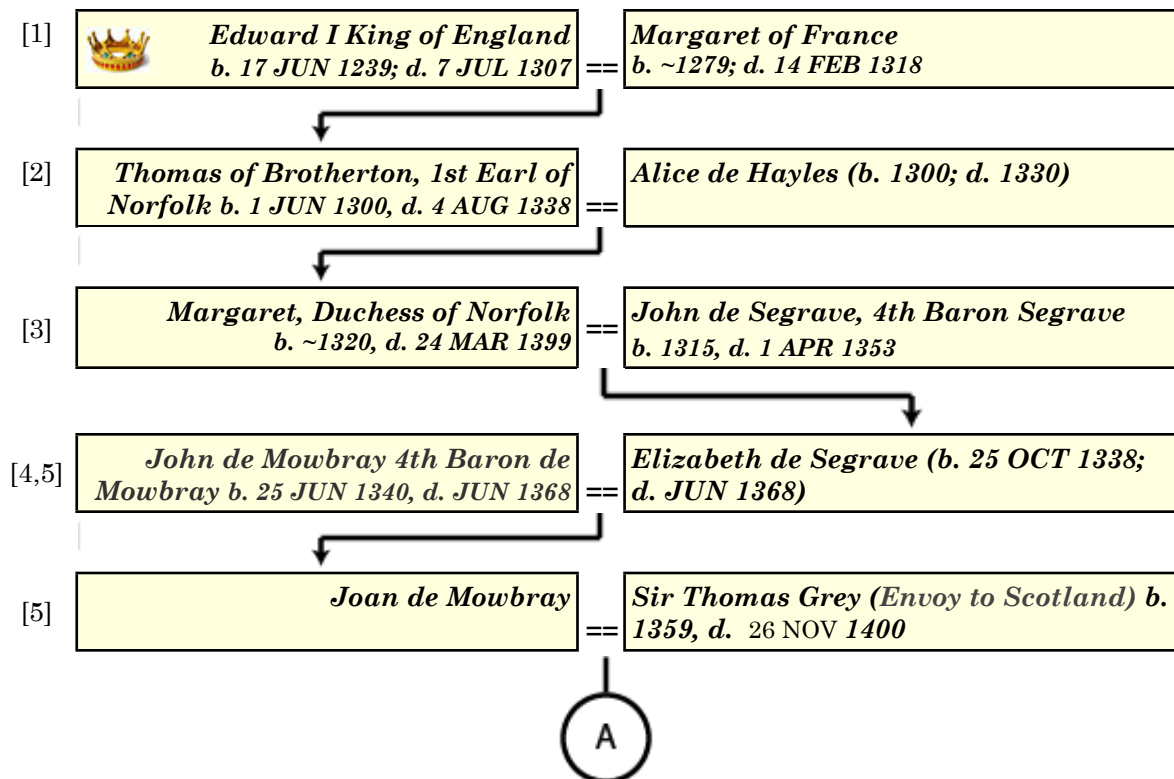 [1]
Edward I King of England
b. 17 JUN 1239; d. 7 JUL 1307
==
Margaret of France
b. ~1279; d. 14 FEB 1318
[2]
Thomas of Brotherton, 1st Earl of
Norfolk b. 1 JUN 1300, d. 4 AUG 1338
==
Alice de Hayles (b. 1300; d. 1330)
[3]
Margaret, Duchess of Norfolk
b. ~1320, d. 24 MAR 1399
==
John de Segrave, 4th Baron Segrave
b. 1315, d. 1 APR 1353
[4,5]
John de Mowbray 4th Baron de
Mowbray b. 25 JUN 1340, d. JUN 1368
==
Elizabeth de Segrave (b. 25 OCT 1338;
d. JUN 1368)
[5]
Joan de Mowbray
==
Sir Thomas Grey (Envoy to Scotland) b.
1359, d. 26 NOV 1400
A